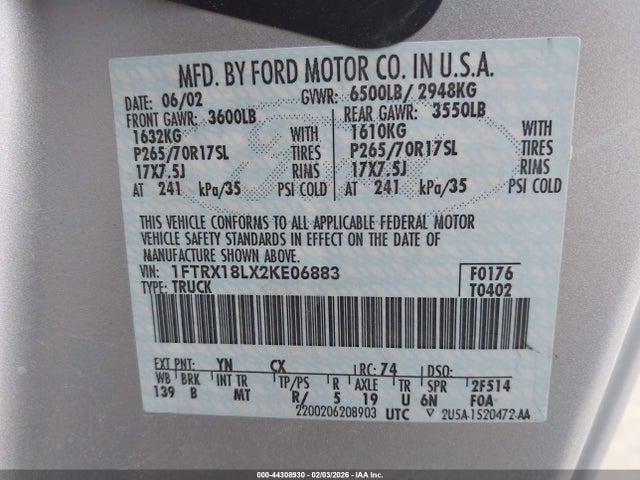 MFD. BY FORD MOTOR CO. IN U.S.A.
DATE: 06/02 GVWR: 6500LB/ 2948KG
FRONT GAWR: 3600LB REAR GAWR: 3550LB
1632KG WITH 1610KG WITH
P265/70R17SL TIRES P265/70R17SL TIRES
17X7.5J RIMS 17X7.5J RIMS
AT 241 kPa/35 PSI COLD AT 241 kPa/35 PSI COLD
THIS VEHICLE CONFORMS TO ALL APPLICABLE FEDERAL MOTOR
VEHICLE SAFETY STANDARDS IN EFFECT ON THE DATE OF
MANUFACTURE SHOWN ABOVE.
VIN: 1FTRX18LX2KE06883 F0176
TYPE: TRUCK T0402
EXT PNT: YN CX RC: 74 DSO:
WB BRK INT TR TP/PS R AXLE TR SPR 2F514
139 B MT R/ 5 19 U 6N FOA
2200206208903 UTC ▽ 2U5A-1520472-AA
000-44308930 - 02/03/2026 - IAA Inc.